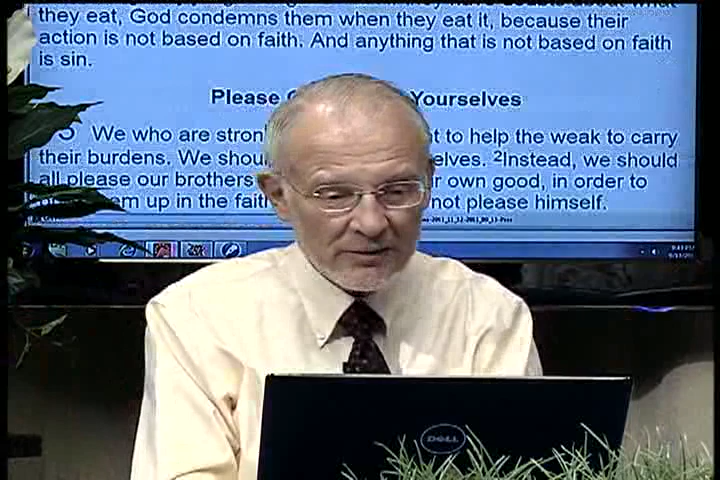 they eat, God condemns them when they eat it, because their
action is not based on faith. And anything that is not based on faith
is sin.
Please Yourselves
We who are stron t to help the weak to carry
their burdens. We shou selves. 2Instead, we should
all please our brothers r own good, in order to
em up in the faith not please himself.
DELL